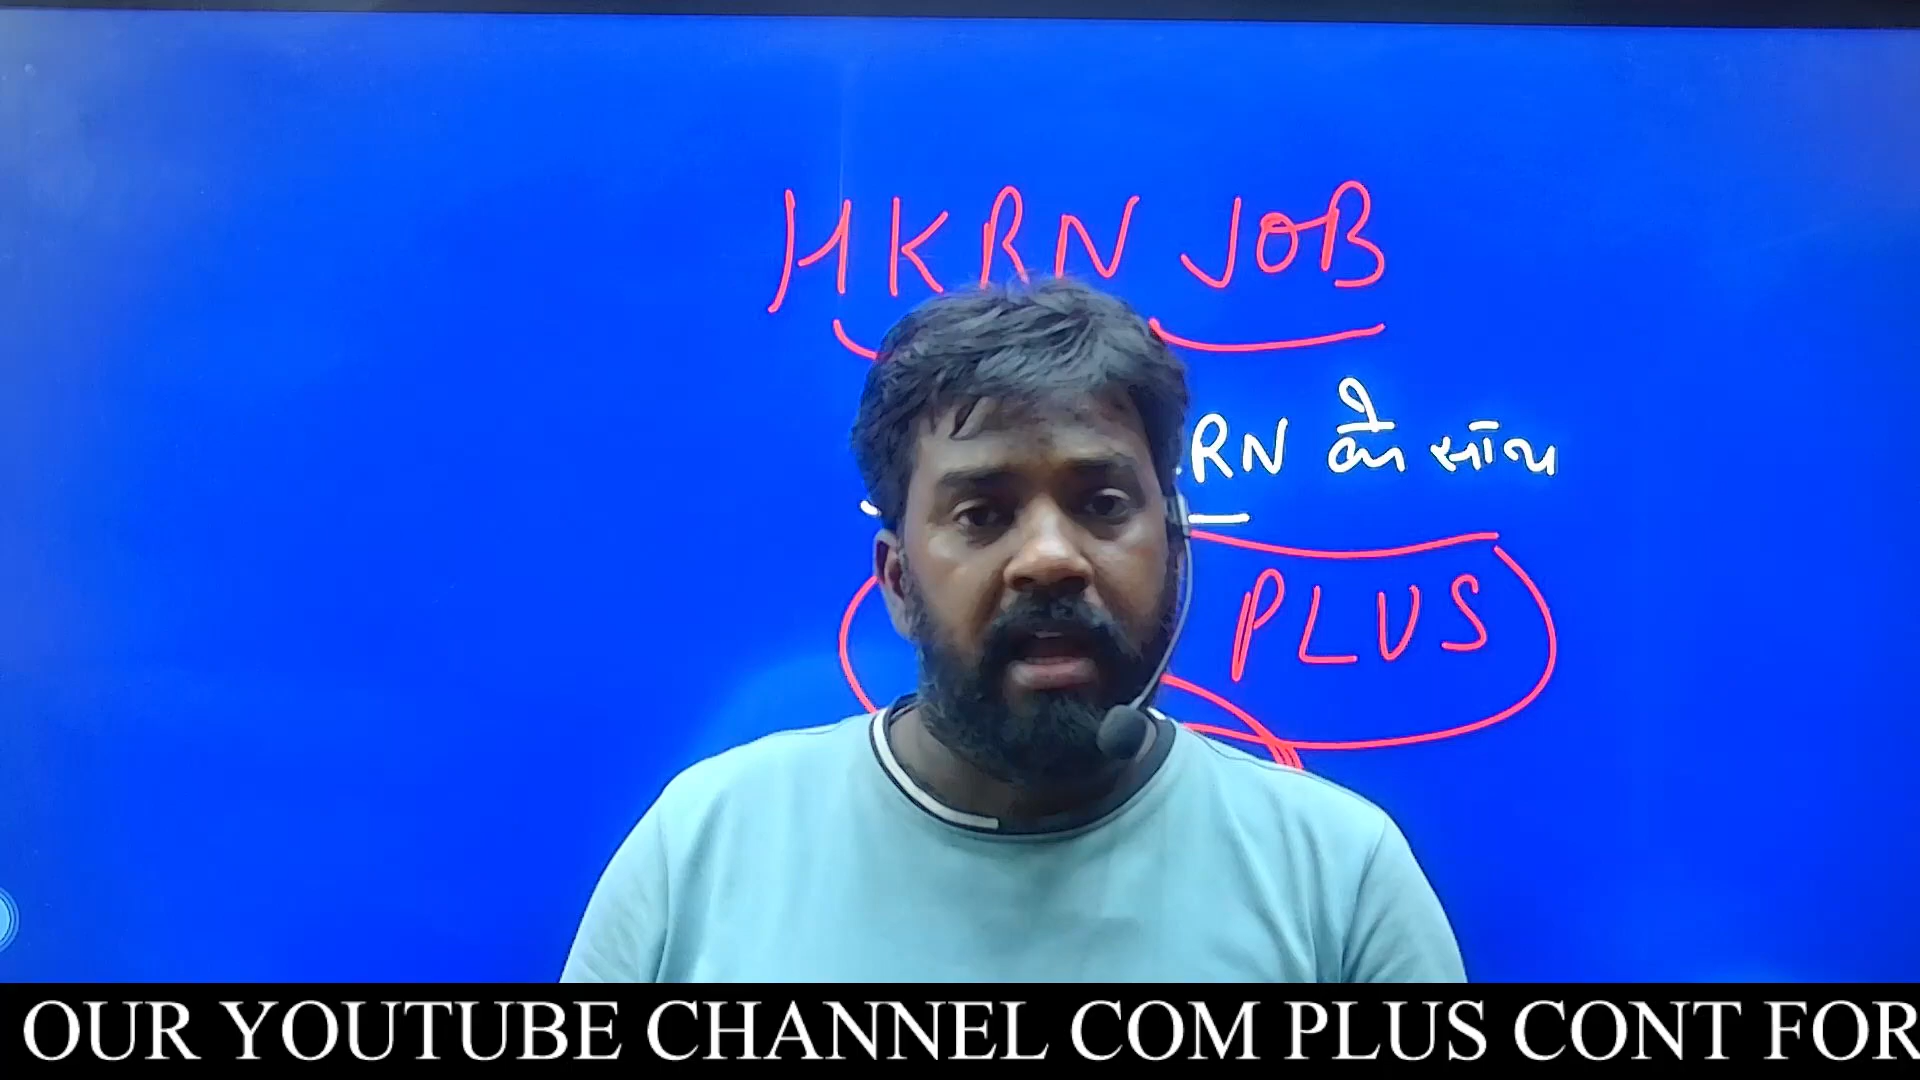 HKRN JOB
RN के साथ
PLUS
OUR YOUTUBE CHANNEL COM PLUS CONT FOR